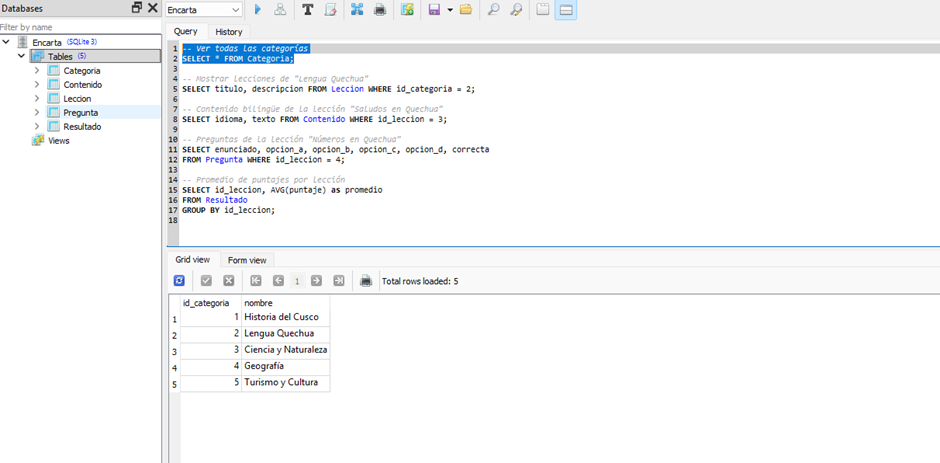 Databases
Encarta
Filter by name
Encarta (SQLite 3)
Tables (5)
Categoria
Contenido
Leccion
Pregunta
Resultado
Views
Query History
1 -- Ver todas las categorías
2 SELECT * FROM Categoria;
3
4 -- Mostrar lecciones de "Lengua Quechua"
5 SELECT titulo, descripcion FROM Leccion WHERE id_categoria = 2;
6
7 -- Contenido bilingüe de la lección "Saludos en Quechua"
8 SELECT idioma, texto FROM Contenido WHERE id_leccion = 3;
9
10 -- Preguntas de la lección "Números en Quechua"
11 SELECT enunciado, opcion_a, opcion_b, opcion_c, opcion_d, correcta
12 FROM Pregunta WHERE id_leccion = 4;
13
14 -- Promedio de puntajes por lección
15 SELECT id_leccion, AVG(puntaje) as promedio
16 FROM Resultado
17 GROUP BY id_leccion;
18
Grid view Form view
1 Total rows loaded: 5
id_categoria nombre
1 1 Historia del Cusco
2 2 Lengua Quechua
3 3 Ciencia y Naturaleza
4 4 Geografía
5 5 Turismo y Cultura